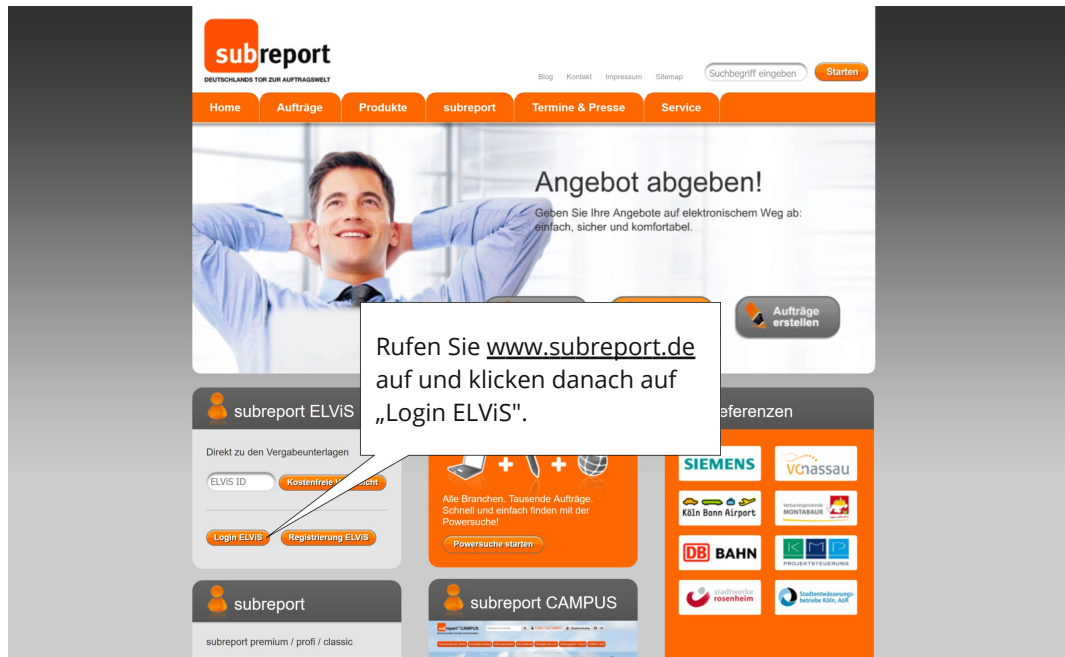 subreport
DEUTSCHLANDS TOR ZUR AUFTRAGSWELT
Blog Kontakt Impressum Sitemap
Suchbegriff eingeben
Starten
Home Aufträge Produkte subreport Termine & Presse Service
Angebot abgeben!
Geben Sie Ihre Angebote auf elektronischem Weg ab:
einfach, sicher und komfortabel.
Aufträge
erstellen
Rufen Sie www.subreport.de
auf und klicken danach auf
„Login ELViS".
subreport ELViS
Direkt zu den Vergabeunterlagen
ELViS ID
Kostenfreie
Login ELViS
Registrierung ELViS
Alle Branchen. Tausende Aufträge.
Schnell und einfach finden mit der
Powersuche!
Powersuche starten
eferenzen
SIEMENS
nassau
Köln Bonn Airport
Verbandsgemeinde
MONTABAUR
DB BAHN
KMP
PROJEKTSTEUERUNG
stadtwerke
rosenheim
Stadtentwässerungs-
betriebe Köln, AöR
subreport
subreport premium / profi / classic
subreport CAMPUS